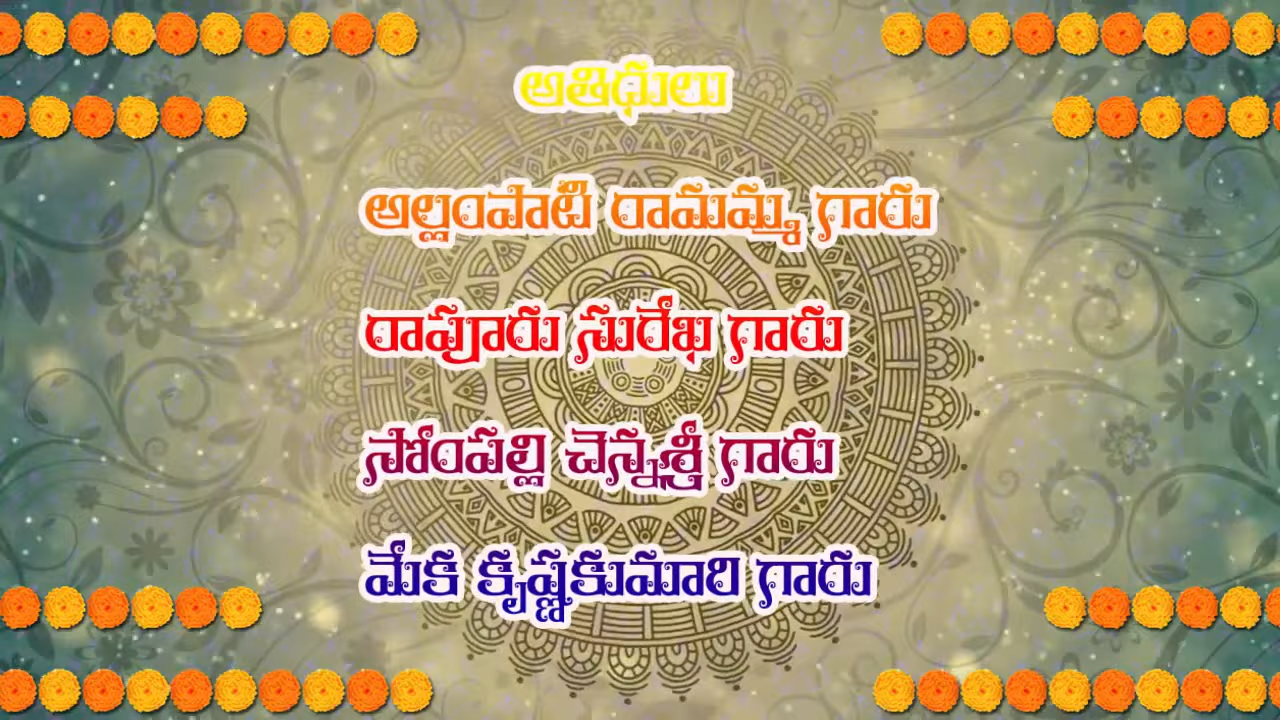 అతిధులు
అల్లంపాటి రామమ్మ గారు
రాపూరు సురేఖ గారు
సోంపల్లి చెన్నశ్రీ గారు
మేక కృష్ణకుమారి గారు